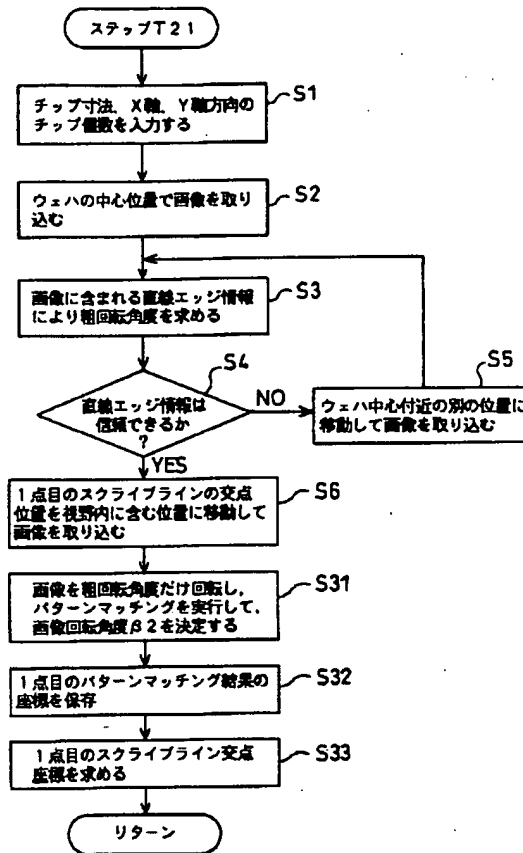 ステップT21
S1
チップ寸法、X軸、Y軸方向の
チップ個数を入力する
S2
ウェハの中心位置で画像を取り
込む
S3
画像に含まれる直線エッジ情報
により粗回転角度を求める
S4
直線エッジ情報は
信頼できるか
?
NO
S5
ウェハ中心付近の別の位置に
移動して画像を取り込む
YES
S6
1点目のスクライブラインの交点
位置を視野内に含む位置に移動して
画像を取り込む
S31
画像を粗回転角度だけ回転し、
パターンマッチングを実行して、
画像回転角度β2を決定する
S32
1点目のパターンマッチング結果の
座標を保存
S33
1点目のスクライブライン交点
座標を求める
リターン